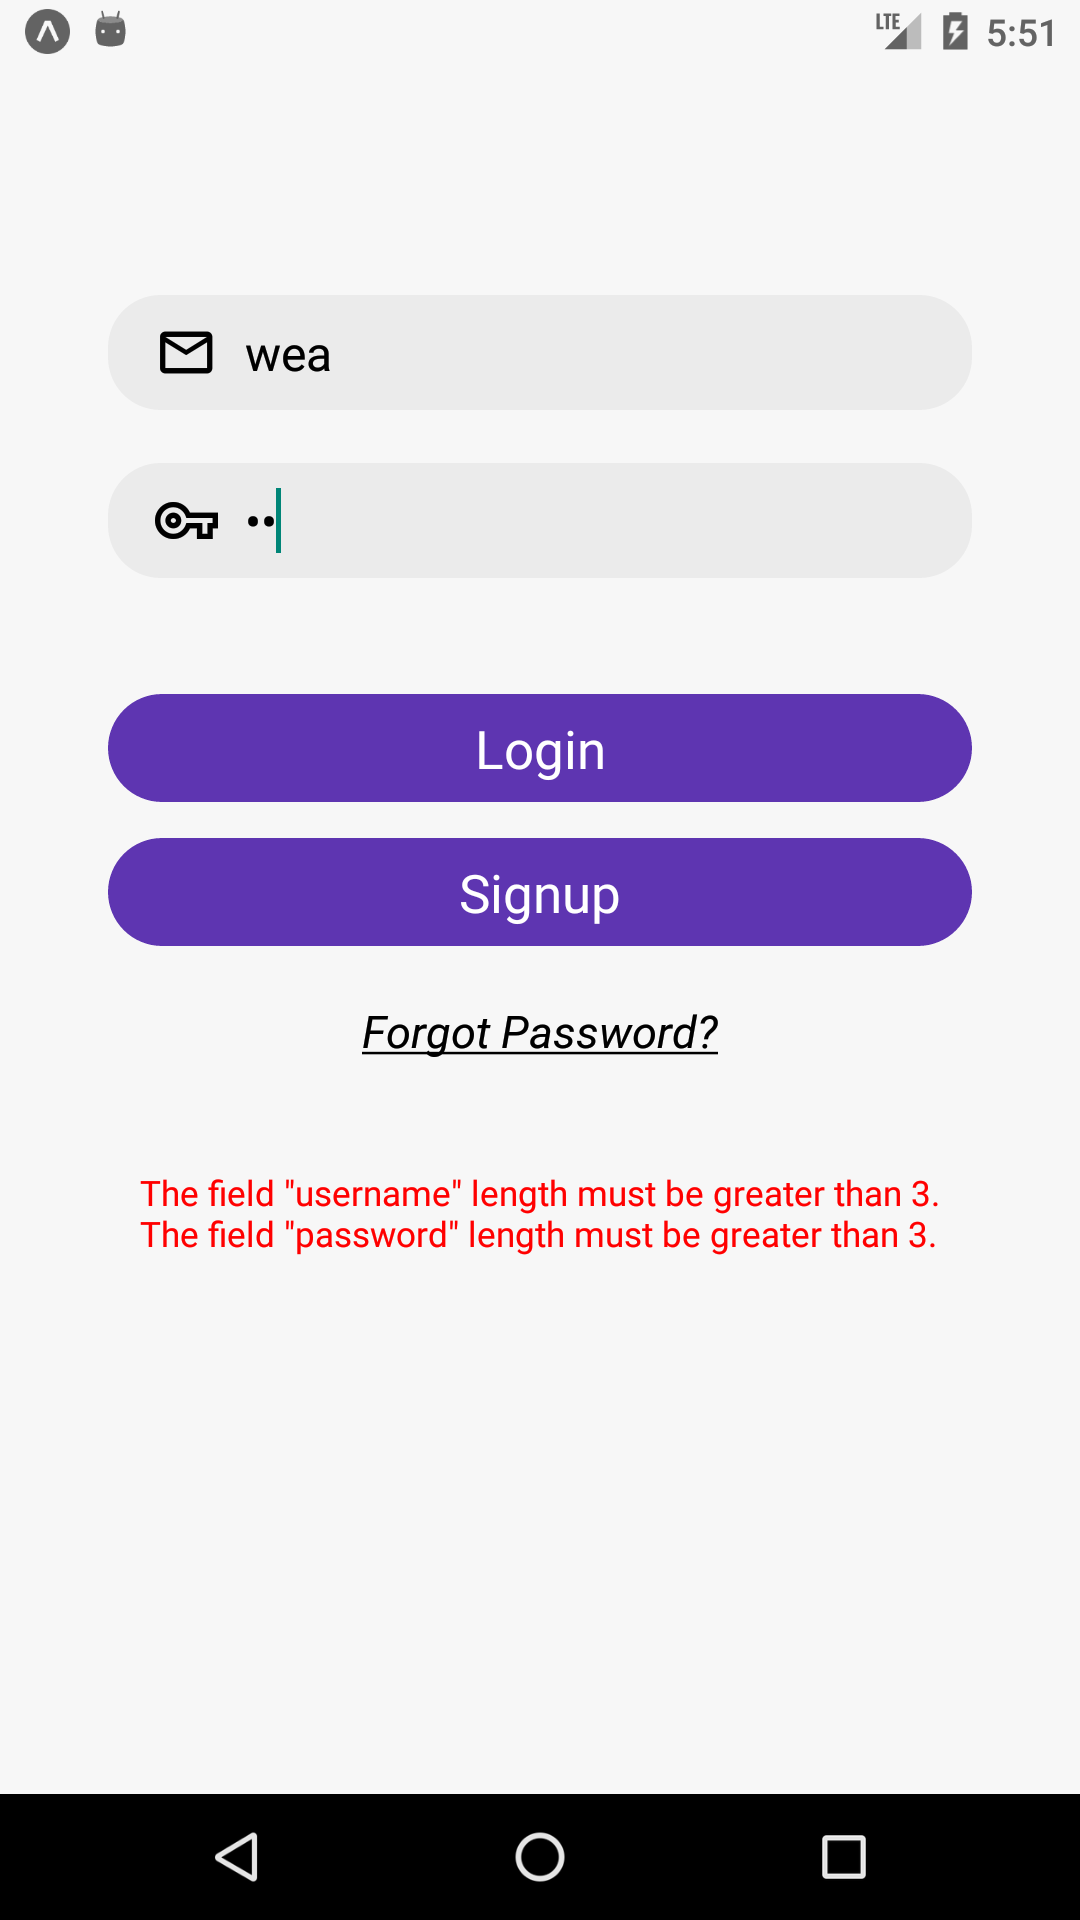 LTE 5:51
wea
••
Login
Signup
Forgot Password?
The field "username" length must be greater than 3.
The field "password" length must be greater than 3.